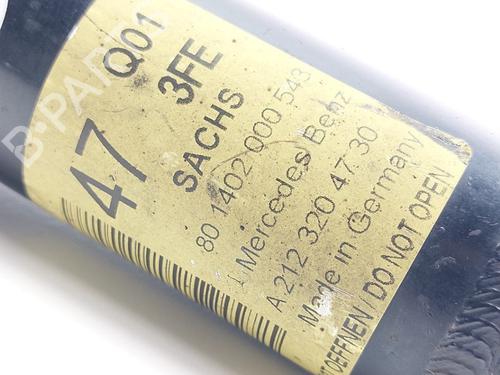 Q01
47 3FE
SACHS
80 1402 000 543
Mercedes Benz
A 212 320 47 30
Made in Germany
DO NOT OPEN
B-PARTS